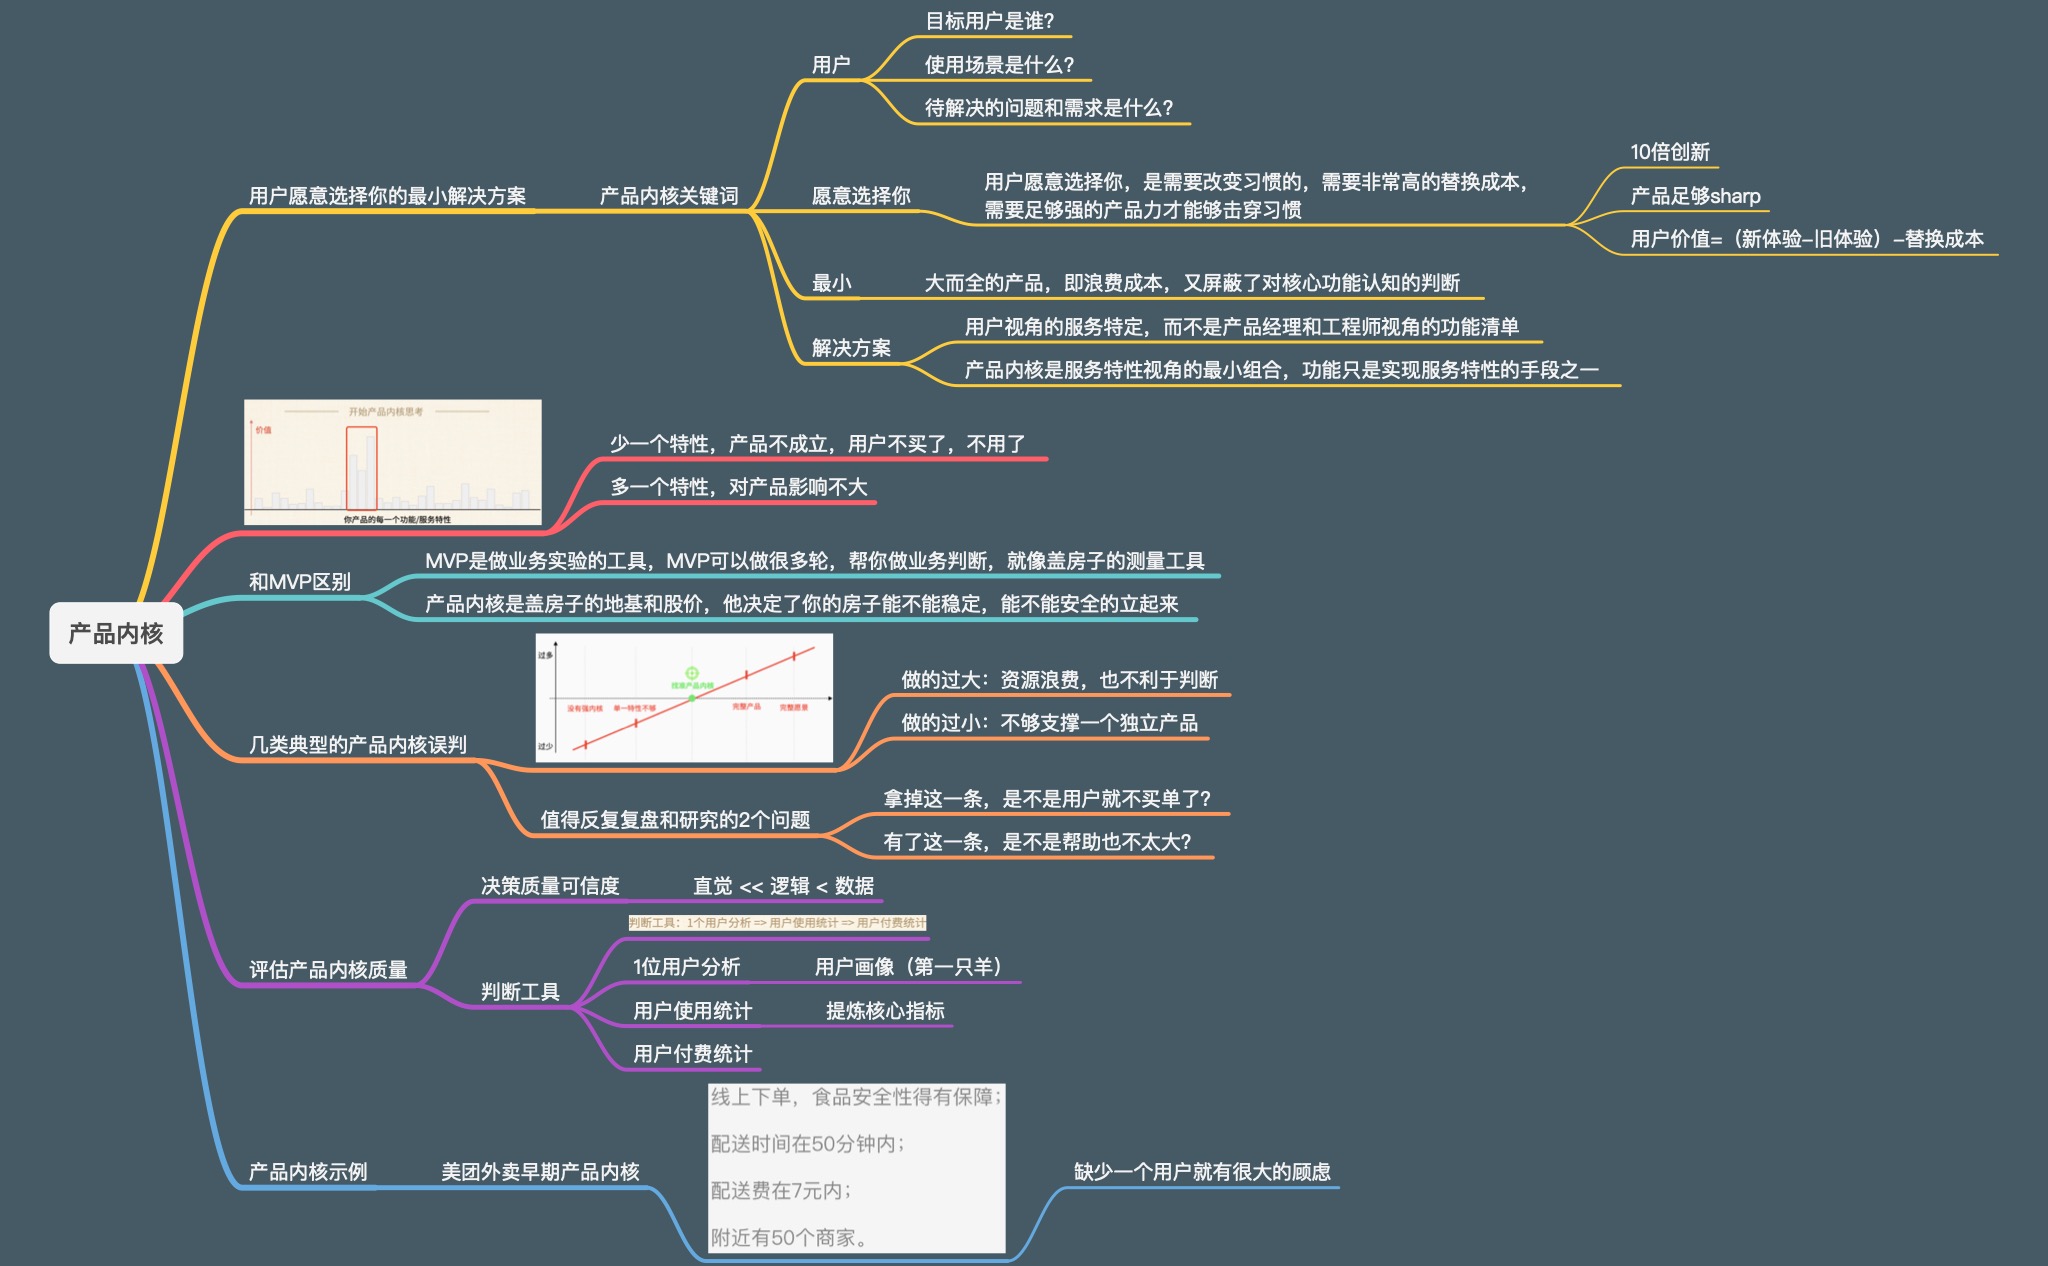 产品内核
用户愿意选择你的最小解决方案
产品内核关键词
用户
目标用户是谁？
使用场景是什么？
待解决的问题和需求是什么？
愿意选择你
用户愿意选择你，是需要改变习惯的，需要非常高的替换成本，
需要足够强的产品力才能够击穿习惯
10倍创新
产品足够sharp
用户价值=（新体验-旧体验）-替换成本
最小
大而全的产品，即浪费成本，又屏蔽了对核心功能认知的判断
解决方案
用户视角的服务特定，而不是产品经理和工程师视角的功能清单
产品内核是服务特性视角的最小组合，功能只是实现服务特性的手段之一
开始产品内核思考
价值
你产品的每一个功能/服务特性
少一个特性，产品不成立，用户不买了，不用了
多一个特性，对产品影响不大
和MVP区别
MVP是做业务实验的工具，MVP可以做很多轮，帮你做业务判断，就像盖房子的测量工具
产品内核是盖房子的地基和股价，他决定了你的房子能不能稳定，能不能安全的立起来
几类典型的产品内核误判
过多
找准产品内核
没有强内核
单一特性不够
完整产品
完整愿景
过少
做的过大：资源浪费，也不利于判断
做的过小：不够支撑一个独立产品
值得反复复盘和研究的2个问题
拿掉这一条，是不是用户就不买单了？
有了这一条，是不是帮助也不太大？
评估产品内核质量
决策质量可信度
直觉 << 逻辑 < 数据
判断工具
判断工具：1个用户分析 => 用户使用统计 => 用户付费统计
1位用户分析
用户画像（第一只羊）
用户使用统计
提炼核心指标
用户付费统计
产品内核示例
美团外卖早期产品内核
线上下单，食品安全性得有保障；
配送时间在50分钟内；
配送费在7元内；
附近有50个商家。
缺少一个用户就有很大的顾虑